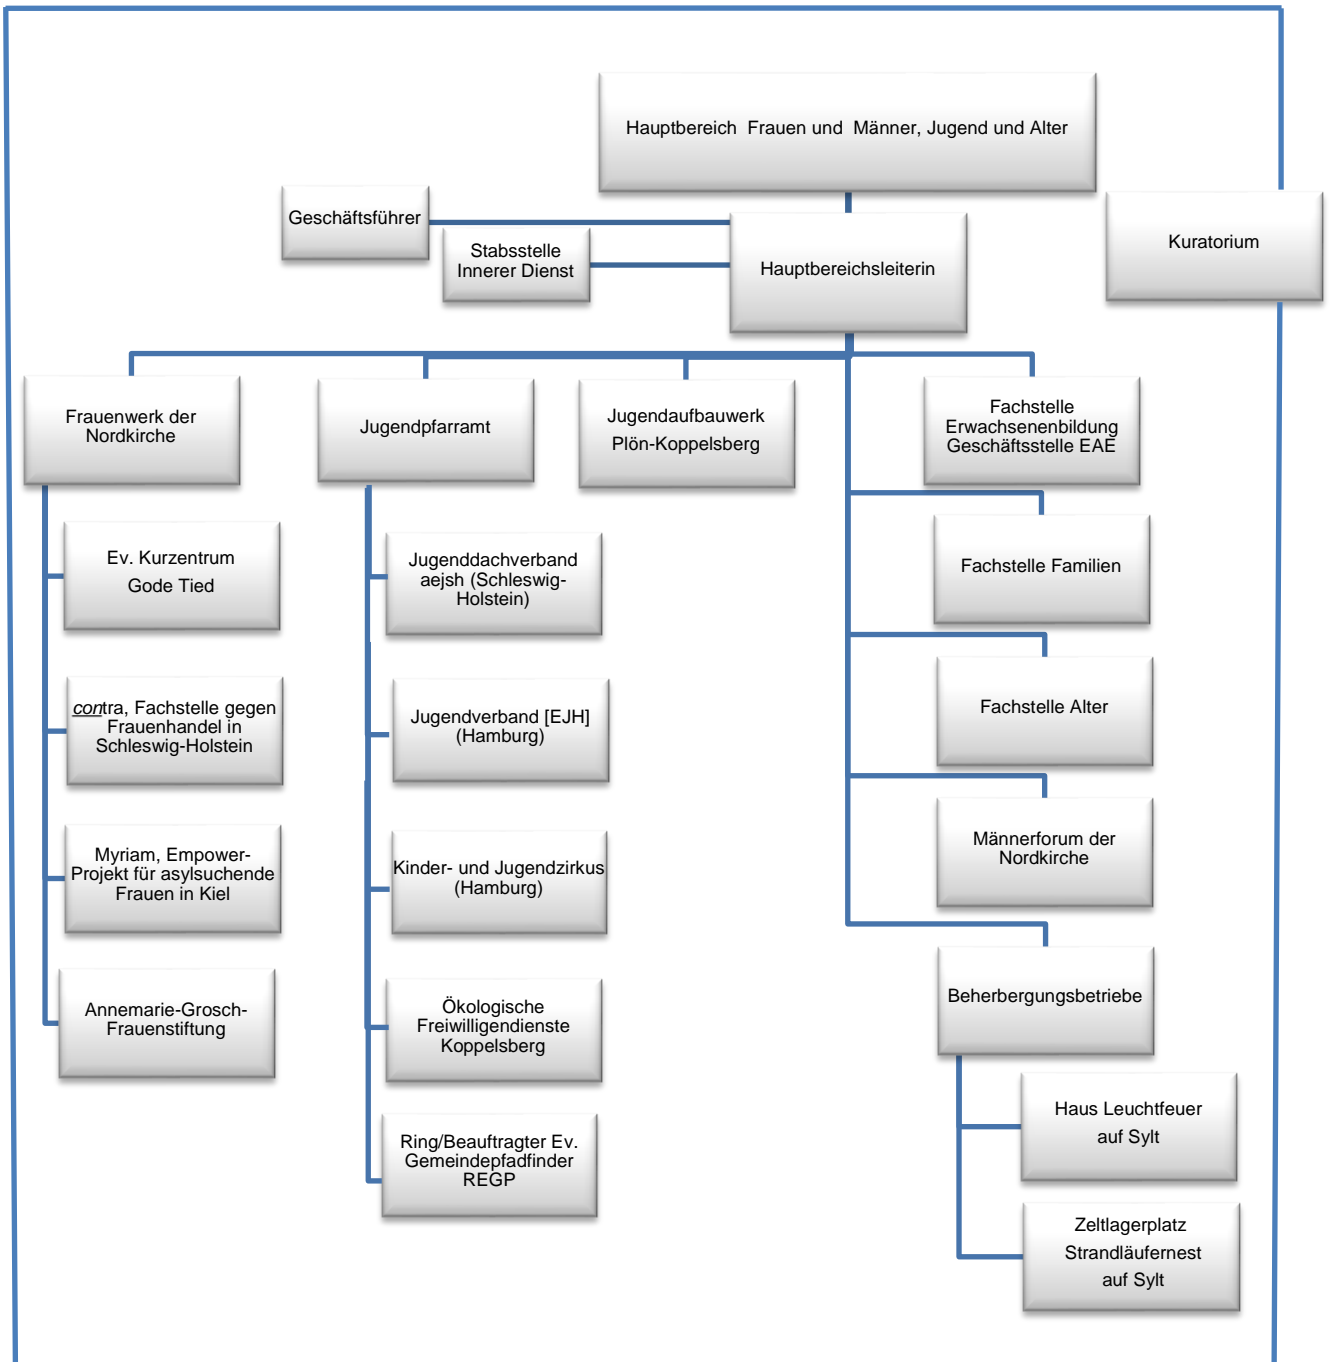 Hauptbereich Frauen und Männer, Jugend und Alter
Geschäftsführer
Stabsstelle
Innerer Dienst
Hauptbereichsleiterin
Kuratorium
Frauenwerk der
Nordkirche
Jugendpfarramt
Jugendaufbauwerk
Plön-Koppelsberg
Fachstelle
Erwachsenenbildung
Geschäftsstelle EAE
Ev. Kurzentrum
Gode Tied
contra, Fachstelle gegen
Frauenhandel in
Schleswig-Holstein
Myriam, Empower-
Projekt für asylsuchende
Frauen in Kiel
Annemarie-Grosch-
Frauenstiftung
Jugenddachverband
aejsh (Schleswig-
Holstein)
Jugendverband [EJH]
(Hamburg)
Kinder- und Jugendzirkus
(Hamburg)
Ökologische
Freiwilligendienste
Koppelsberg
Ring/Beauftragter Ev.
Gemeindepfadfinder
REGP
Fachstelle Familien
Fachstelle Alter
Männerforum der
Nordkirche
Beherbergungsbetriebe
Haus Leuchtfeuer
auf Sylt
Zeltlagerplatz
Strandläufernest
auf Sylt